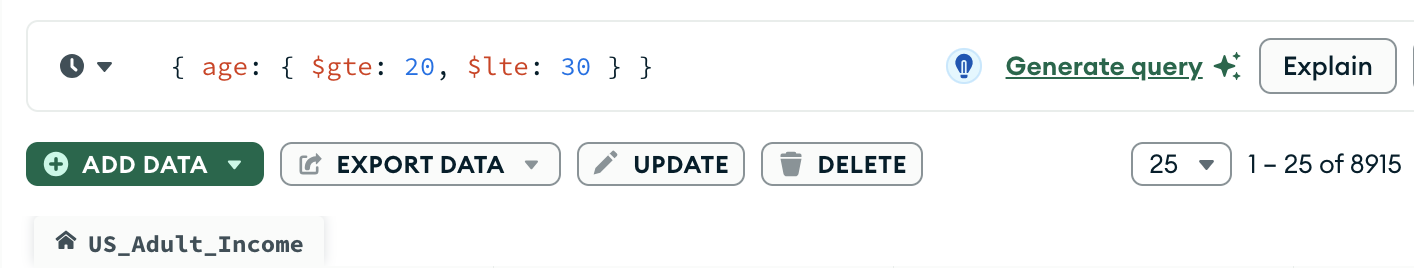 { age: { $gte: 20, $lte: 30 } } Generate query Explain
ADD DATA EXPORT DATA UPDATE DELETE 25 1 – 25 of 8915
US_Adult_Income